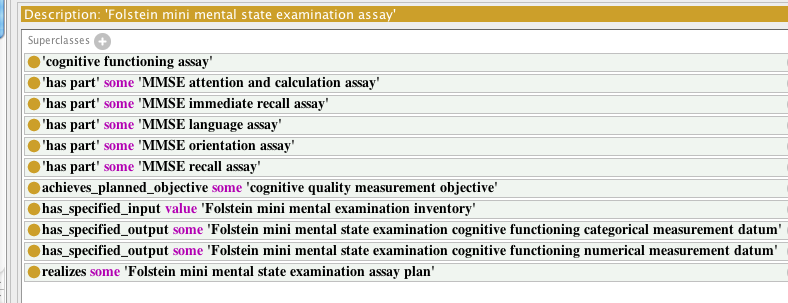 Description: 'Folstein mini mental state examination assay'
Superclasses
'cognitive functioning assay'
'has part' some 'MMSE attention and calculation assay'
'has part' some 'MMSE immediate recall assay'
'has part' some 'MMSE language assay'
'has part' some 'MMSE orientation assay'
'has part' some 'MMSE recall assay'
achieves_planned_objective some 'cognitive quality measurement objective'
has_specified_input value 'Folstein mini mental examination inventory'
has_specified_output some 'Folstein mini mental state examination cognitive functioning categorical measurement datum'
has_specified_output some 'Folstein mini mental state examination cognitive functioning numerical measurement datum'
realizes some 'Folstein mini mental state examination assay plan'